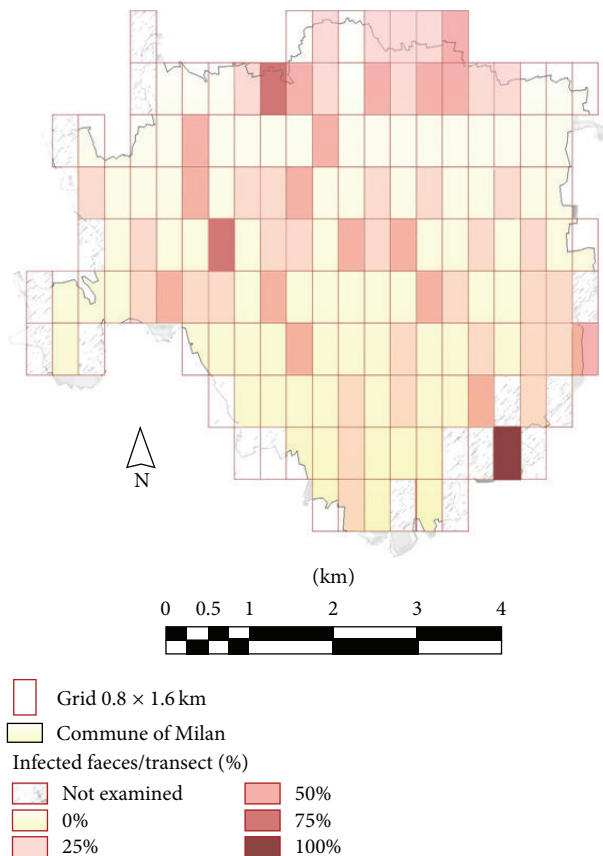 N
(km)
0 0.5 1 2 3 4
Grid 0.8 × 1.6 km
Commune of Milan
Infected faeces/transect (%)
Not examined
0%
25%
50%
75%
100%